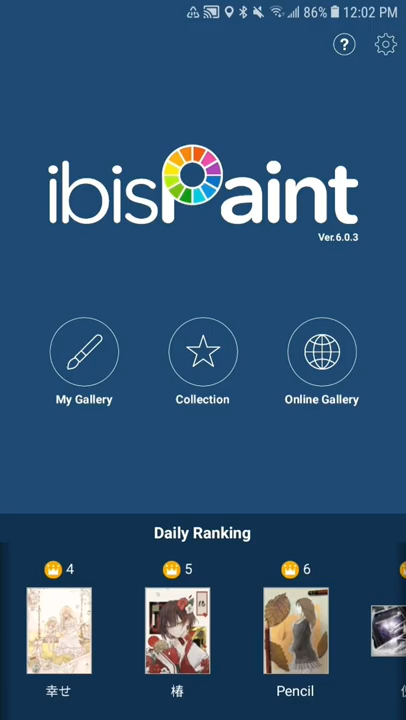 86% 12:02 PM
?
ibisPaint
Ver.6.0.3
My Gallery
Collection
Online Gallery
Daily Ranking
4
5
6
幸せ
椿
Pencil